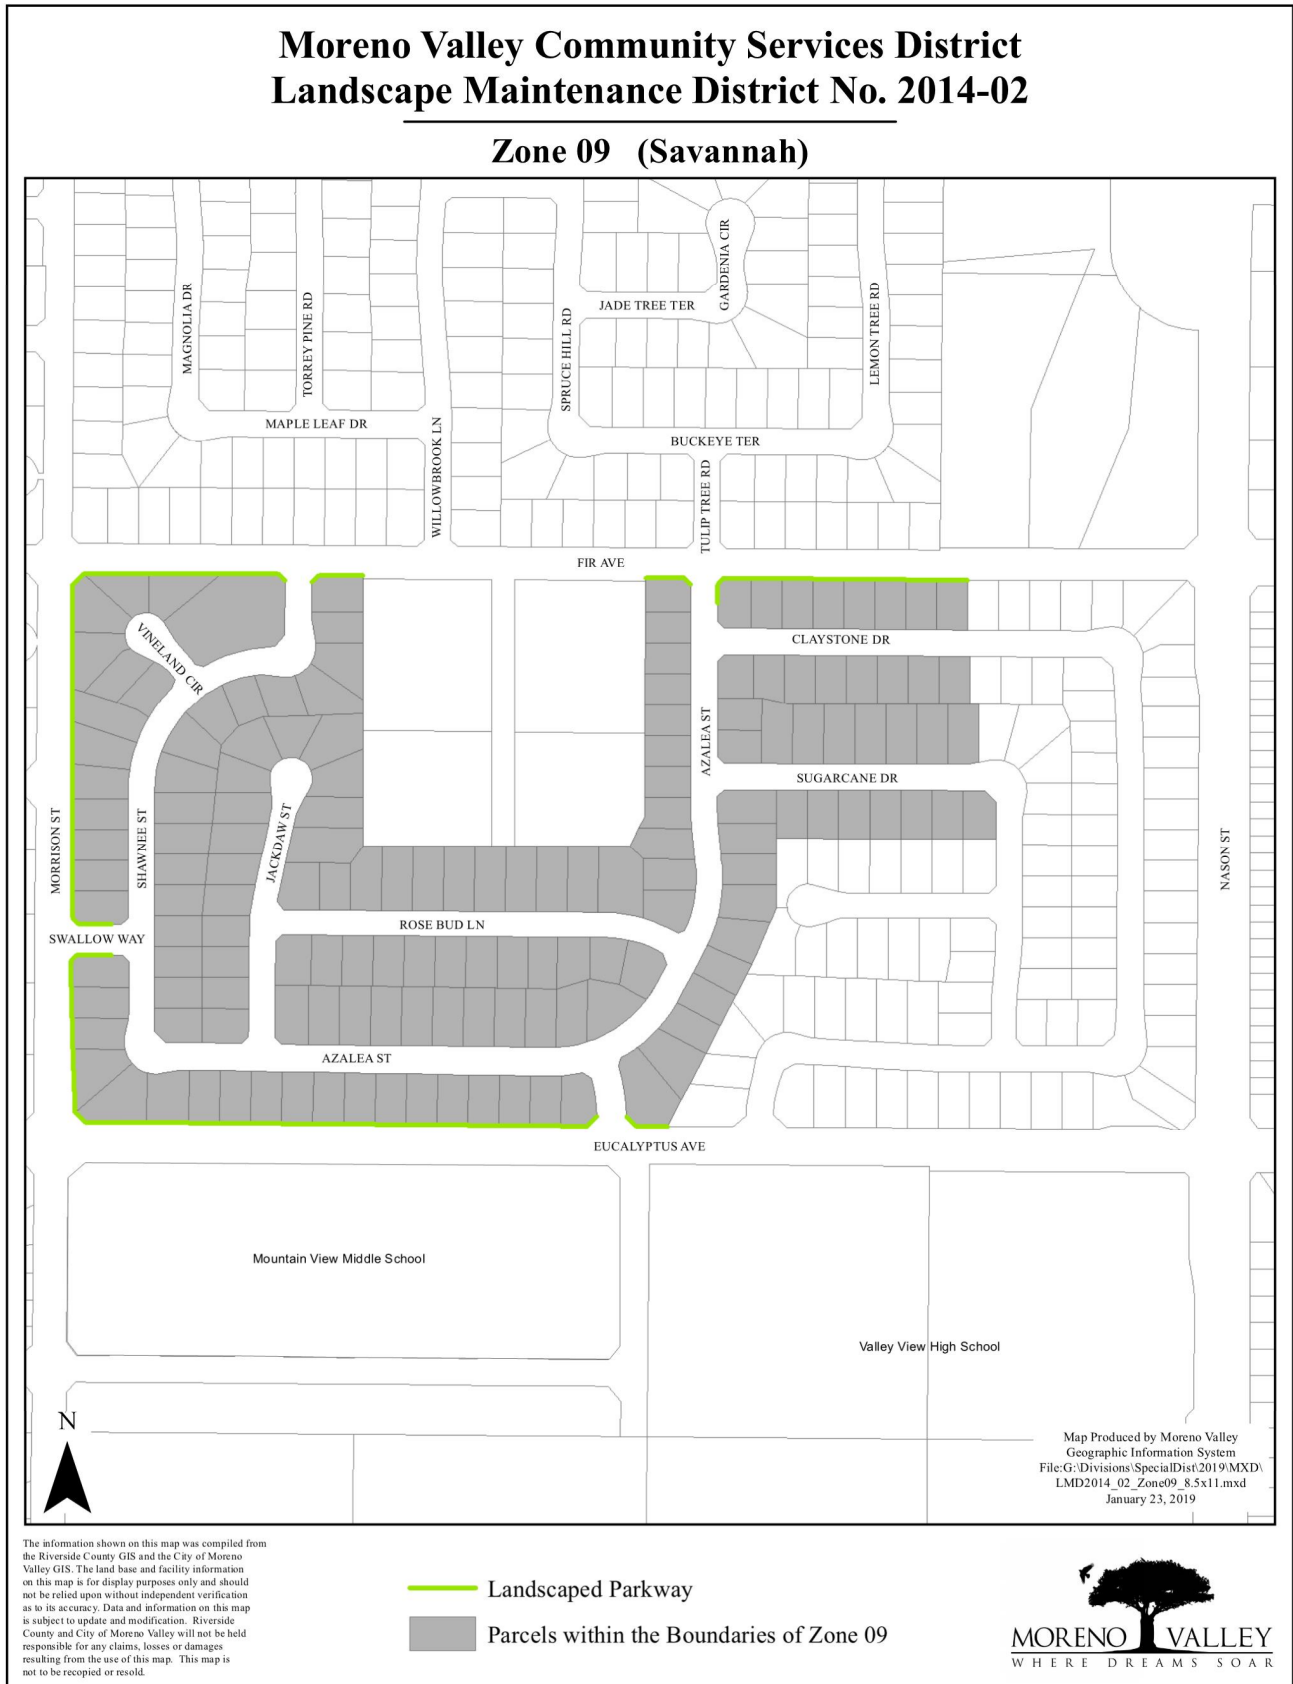 Moreno Valley Community Services District
Landscape Maintenance District No. 2014-02
Zone 09 (Savannah)
GARDENIA CIR
MAGNOLIA DR
TORREY PINE RD
JADE TREE TER
SPRUCE HILL RD
LEMON TREE RD
MAPLE LEAF DR
WILLOWBROOK LN
BUCKEYE TER
TULIP TREE RD
FIR AVE
VINELAND CIR
CLAYSTONE DR
AZALEA ST
SUGARCANE DR
MORRISON ST
SHAWNEE ST
JACKDAW ST
NASON ST
ROSE BUD LN
SWALLOW WAY
AZALEA ST
EUCALYPTUS AVE
Mountain View Middle School
Valley View High School
N
Map Produced by Moreno Valley
Geographic Information System
File:G:\Divisions\SpecialDist\2019\MXD\
LMD2014_02_Zone09_8.5x11.mxd
January 23, 2019
The information shown on this map was compiled from
the Riverside County GIS and the City of Moreno
Valley GIS. The land base and facility information
on this map is for display purposes only and should
not be relied upon without independent verification
as to its accuracy. Data and information on this map
is subject to update and modification. Riverside
County and City of Moreno Valley will not be held
responsible for any claims, losses or damages
resulting from the use of this map. This map is
not to be recopied or resold.
Landscaped Parkway
Parcels within the Boundaries of Zone 09
MORENO VALLEY
WHERE DREAMS SOAR